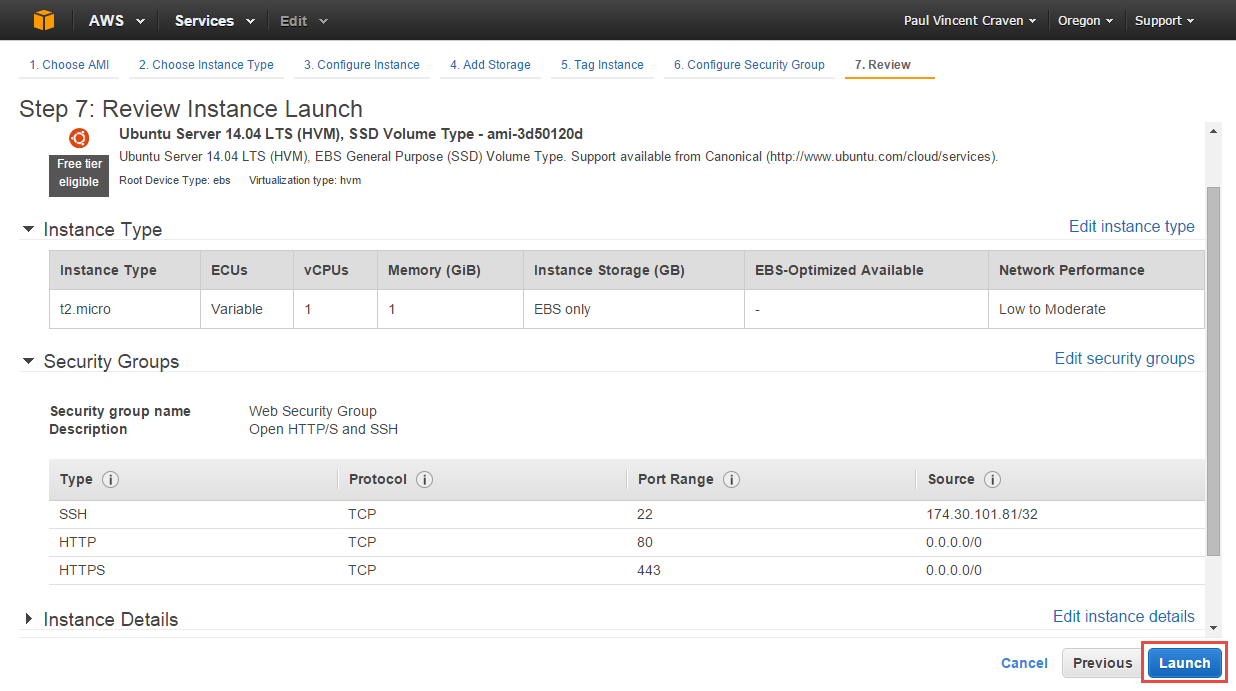 AWS Services Edit Paul Vincent Craven Oregon Support
1. Choose AMI 2. Choose Instance Type 3. Configure Instance 4. Add Storage 5. Tag Instance 6. Configure Security Group 7. Review
Step 7: Review Instance Launch
Ubuntu Server 14.04 LTS (HVM), SSD Volume Type - ami-3d50120d
Free tier eligible
Ubuntu Server 14.04 LTS (HVM), EBS General Purpose (SSD) Volume Type. Support available from Canonical (http://www.ubuntu.com/cloud/services).
Root Device Type: ebs Virtualization type: hvm
Instance Type Edit instance type
Instance Type ECUs vCPUs Memory (GiB) Instance Storage (GB) EBS-Optimized Available Network Performance
t2.micro Variable 1 1 EBS only - Low to Moderate
Security Groups Edit security groups
Security group name Web Security Group
Description Open HTTP/S and SSH
Type i Protocol i Port Range i Source i
SSH TCP 22 174.30.101.81/32
HTTP TCP 80 0.0.0.0/0
HTTPS TCP 443 0.0.0.0/0
Instance Details Edit instance details
Cancel Previous Launch